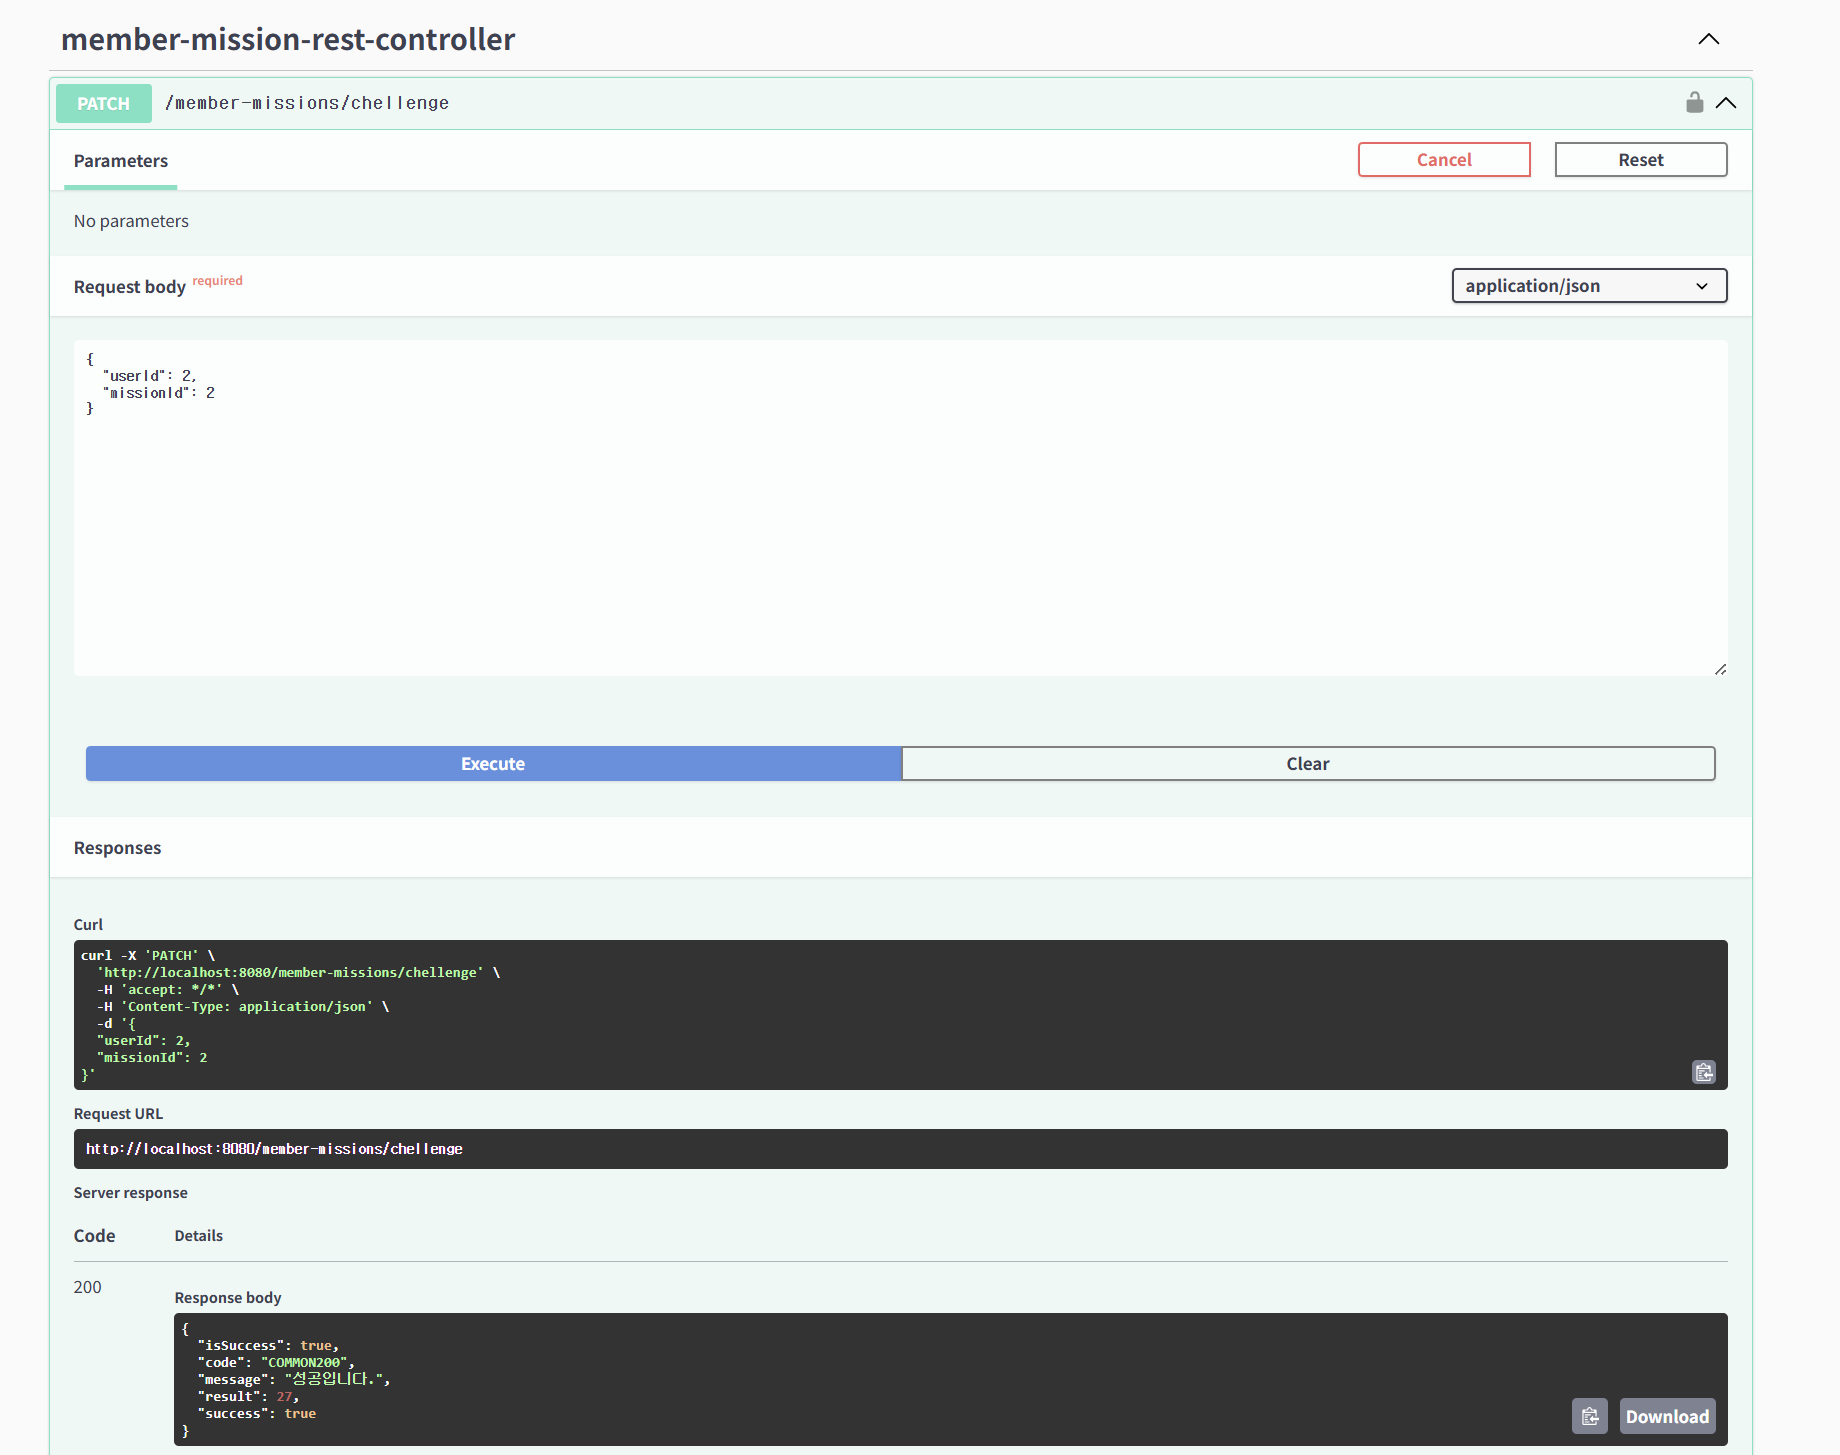 member-mission-rest-controller
PATCH /member-missions/chellenge
Parameters
Cancel
Reset
No parameters
Request body required
application/json
{
  "userId": 2,
  "missionId": 2
}
Execute
Clear
Responses
Curl
curl -X 'PATCH' \
  'http://localhost:8080/member-missions/chellenge' \
  -H 'accept: */*' \
  -H 'Content-Type: application/json' \
  -d '{
  "userId": 2,
  "missionId": 2
}'
Request URL
http://localhost:8080/member-missions/chellenge
Server response
Code Details
200
Response body
{
  "isSuccess": true,
  "code": "COMMON200",
  "message": "성공입니다.",
  "result": 27,
  "success": true
}
Download